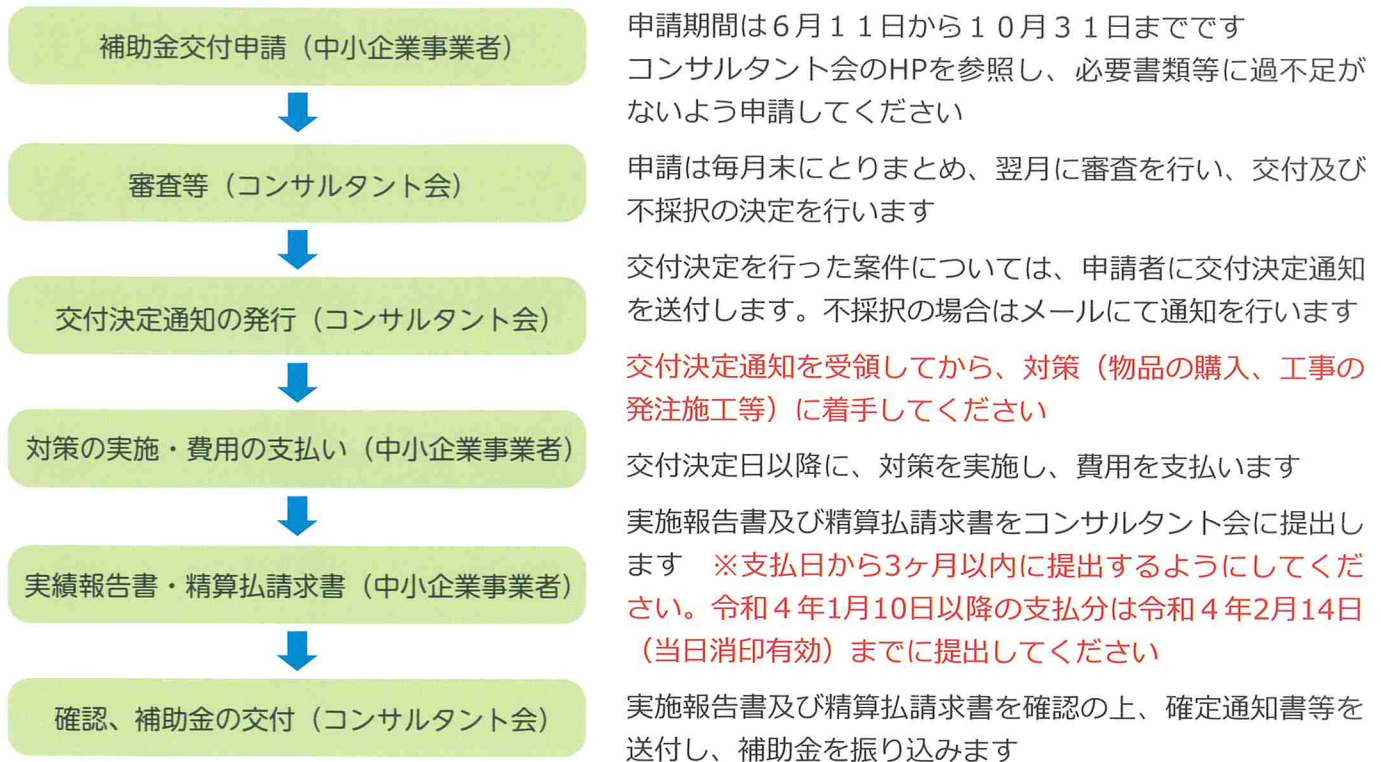 補助金交付申請（中小企業事業者）
申請期間は６月１１日から１０月３１日までです
コンサルタント会のHPを参照し、必要書類等に過不足が
ないよう申請してください
審査等（コンサルタント会）
申請は毎月末にとりまとめ、翌月に審査を行い、交付及び
不採択の決定を行います
交付決定通知の発行（コンサルタント会）
交付決定を行った案件については、申請者に交付決定通知
を送付します。不採択の場合はメールにて通知を行います
交付決定通知を受領してから、対策（物品の購入、工事の
発注施工等）に着手してください
対策の実施・費用の支払い（中小企業事業者）
交付決定日以降に、対策を実施し、費用を支払います
実績報告書・精算払請求書（中小企業事業者）
実施報告書及び精算払請求書をコンサルタント会に提出し
ます　※支払日から3ヶ月以内に提出するようにしてくだ
さい。令和４年1月10日以降の支払分は令和４年2月14日
（当日消印有効）までに提出してください
確認、補助金の交付（コンサルタント会）
実施報告書及び精算払請求書を確認の上、確定通知書等を
送付し、補助金を振り込みます